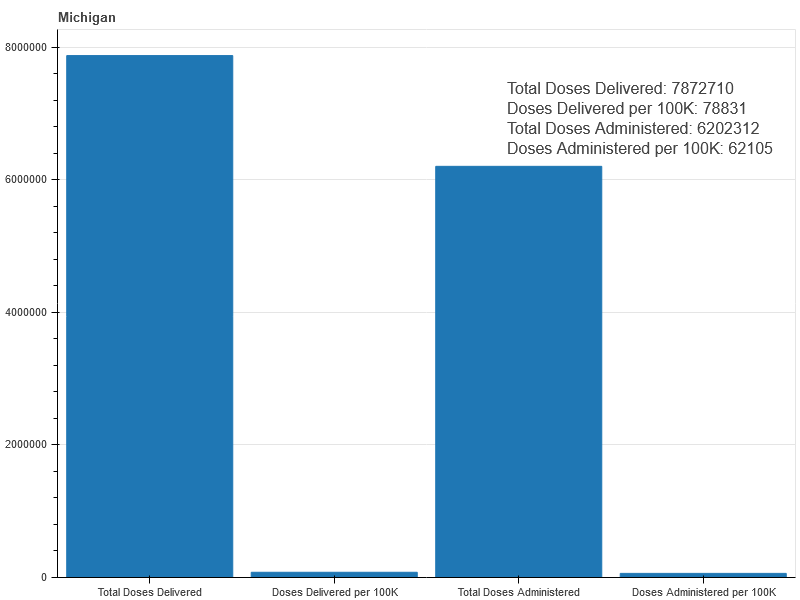 Michigan
8000000
6000000
4000000
2000000
0
Total Doses Delivered: 7872710
Doses Delivered per 100K: 78831
Total Doses Administered: 6202312
Doses Administered per 100K: 62105
Total Doses Delivered
Doses Delivered per 100K
Total Doses Administered
Doses Administered per 100K